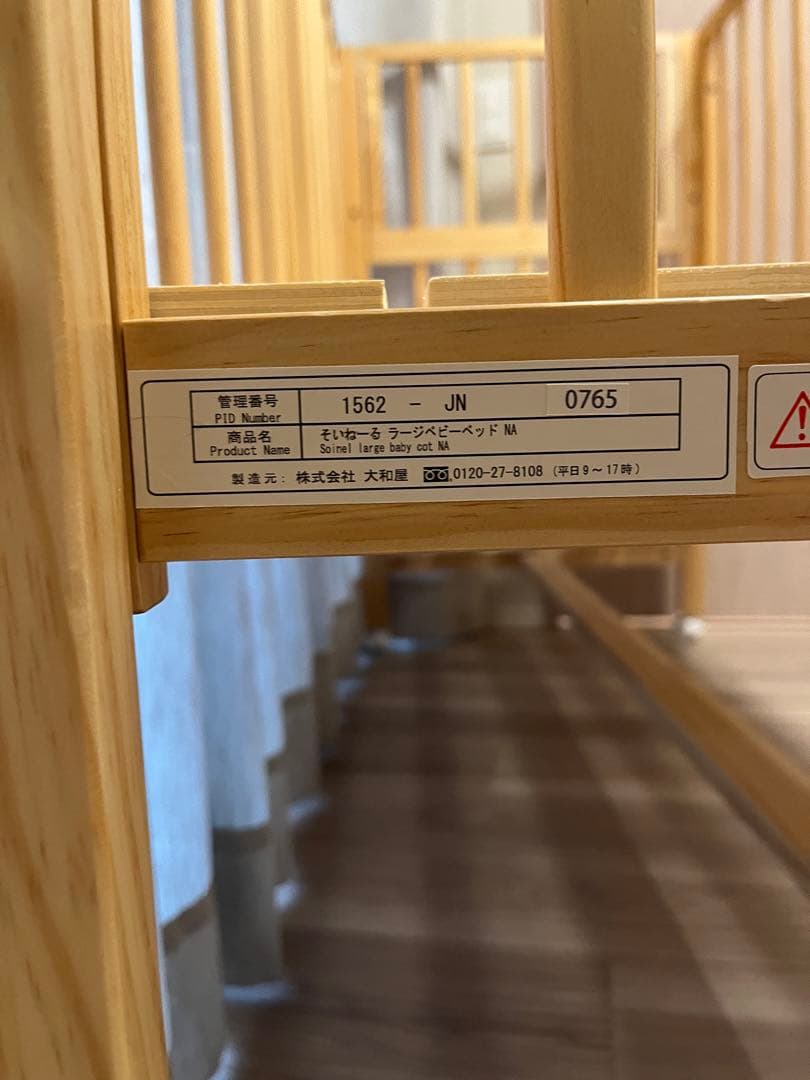 管理番号 1562 - JN 0765
PID Number
商品名 そいねーる ラージベビーベッド NA
Product Name Soinel large baby cot NA
製造元: 株式会社 大和屋 0120-27-8108 (平日9～17時)
!